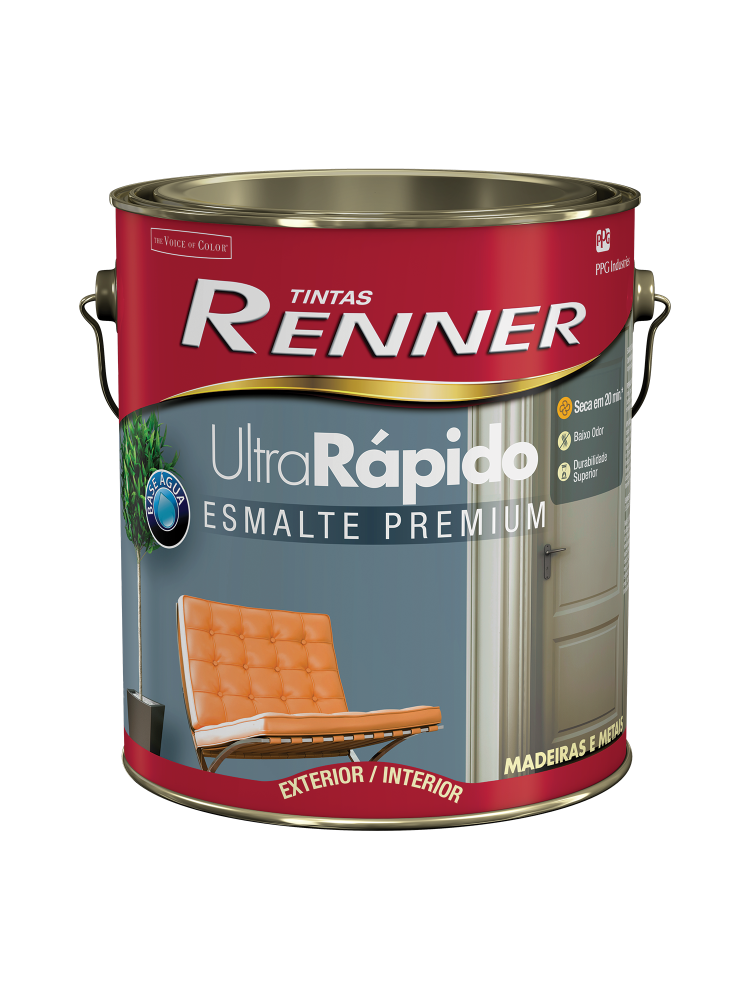 THE VOICE OF COLOR®
PPG
PPG Industries
TINTAS
RENNER
Seca em 20 min.*
Baixo Odor
Durabilidade
Superior
UltraRápido
BASE ÁGUA
ESMALTE PREMIUM
MADEIRAS E METAIS
EXTERIOR / INTERIOR